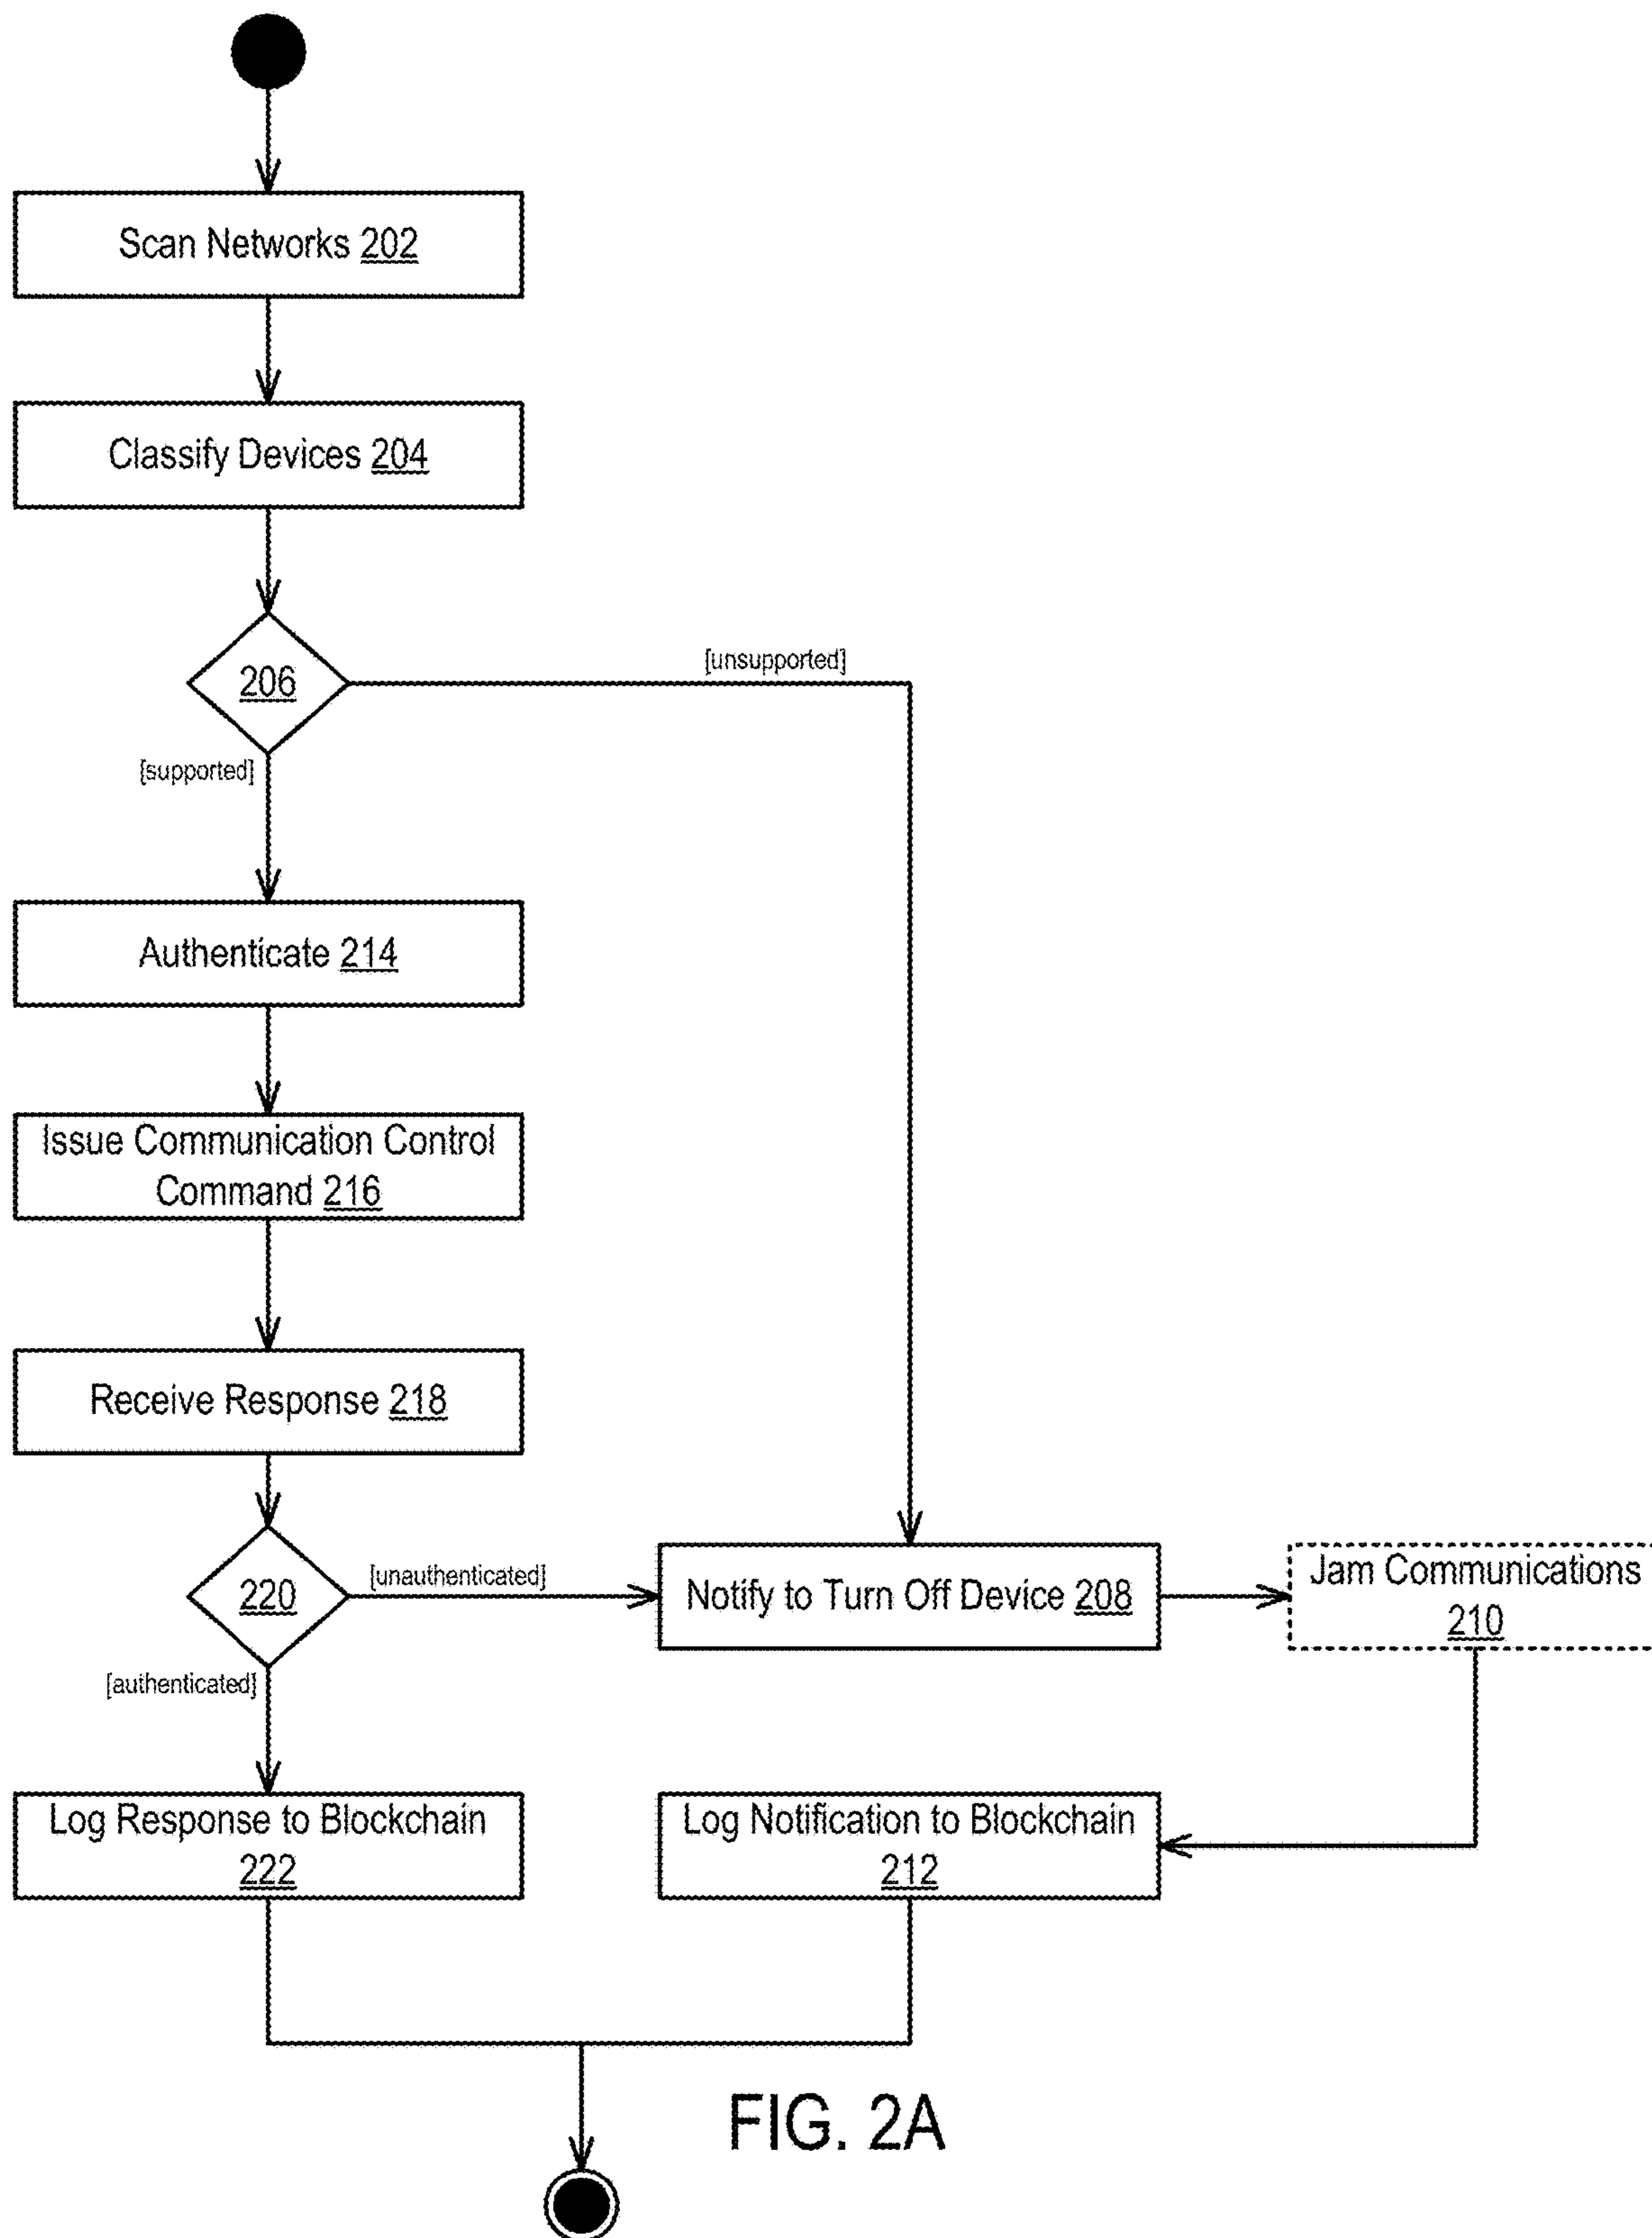 Scan Networks 202
Classify Devices 204
206
[unsupported]
[supported]
Authenticate 214
Issue Communication Control
Command 216
Receive Response 218
220
[unauthenticated]
Notify to Turn Off Device 208
Jam Communications
210
[authenticated]
Log Response to Blockchain
222
Log Notification to Blockchain
212
FIG. 2A